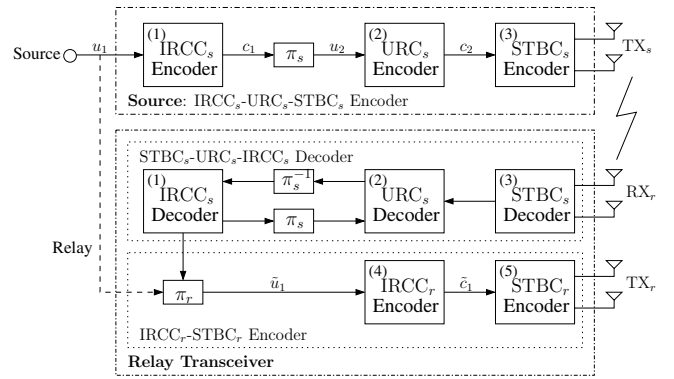 Source
u₁
(1)
IRCCₛ
Encoder
c₁
πₛ
u₂
(2)
URCₛ
Encoder
c₂
(3)
STBCₛ
Encoder
TXₛ
Source: IRCCₛ-URCₛ-STBCₛ Encoder
STBCₛ-URCₛ-IRCCₛ Decoder
(1)
IRCCₛ
Decoder
πₛ⁻¹
πₛ
(2)
URCₛ
Decoder
(3)
STBCₛ
Decoder
RXᵣ
Relay
πᵣ
ũ₁
(4)
IRCCᵣ
Encoder
c̃₁
(5)
STBCᵣ
Encoder
TXᵣ
IRCCᵣ-STBCᵣ Encoder
Relay Transceiver